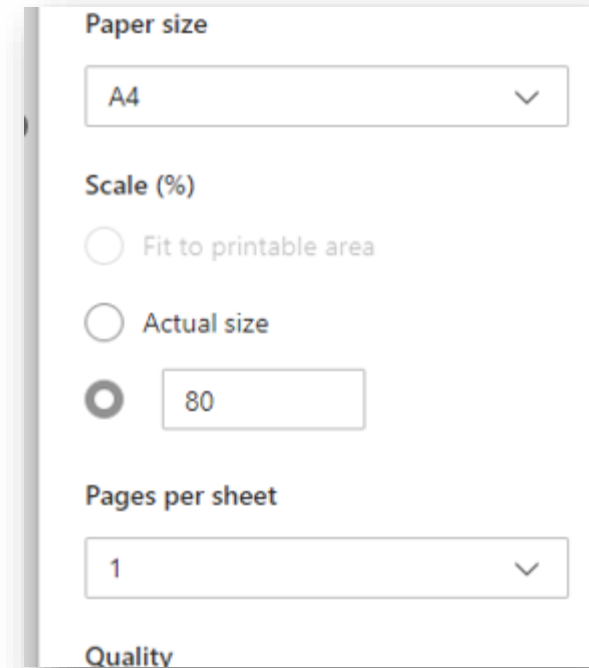 Paper size
A4
Scale (%)
Fit to printable area
Actual size
80
Pages per sheet
1
Quality